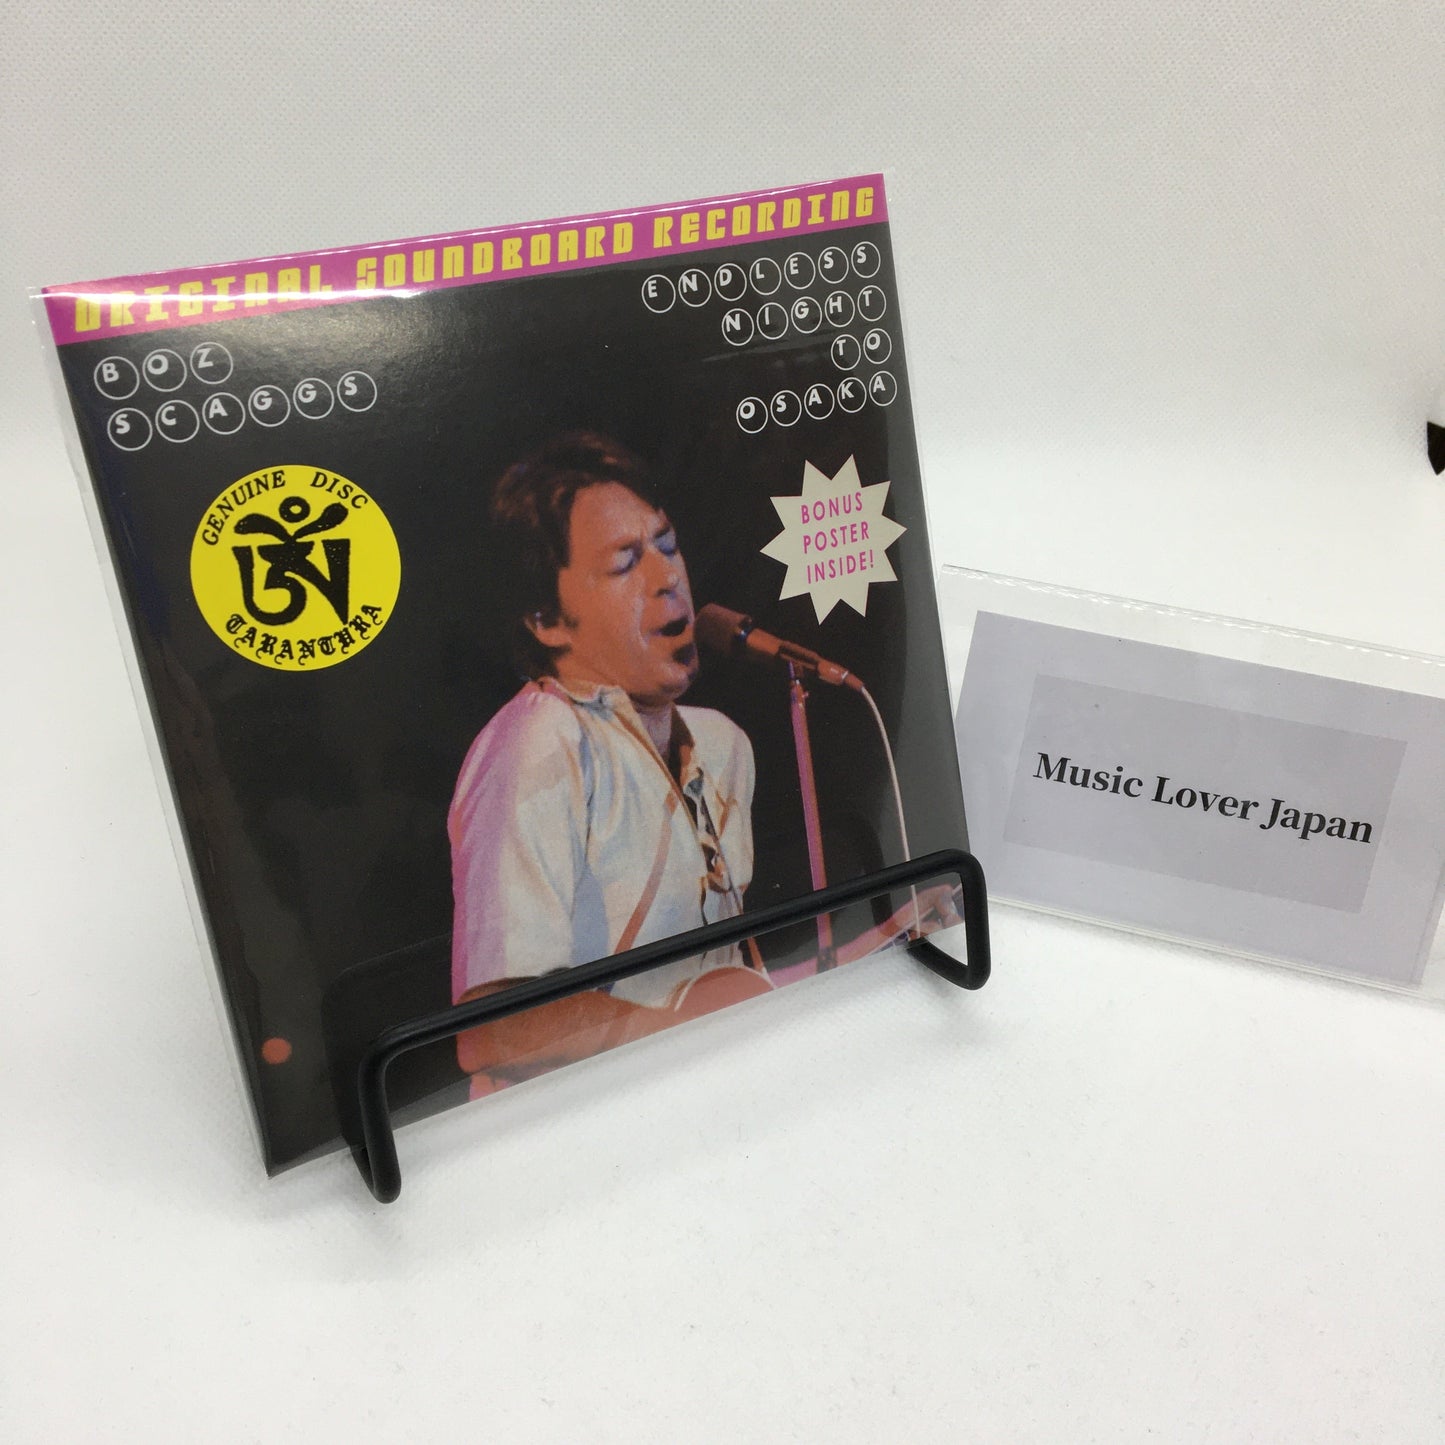 ORIGINAL SOUNDBOARD RECORDING
BOZ
SCAGGS
ENDLESS
NIGHT
TO
OSAKA
GENUINE DISC
TARANTURA
BONUS
POSTER
INSIDE!
Music Lover Japan